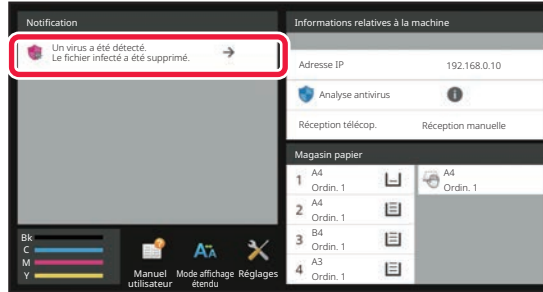 Notification
Un virus a été détecté.
Le fichier infecté a été supprimé.
Informations relatives à la machine
Adresse IP 192.168.0.10
Analyse antivirus
Réception télécop. Réception manuelle
Magasin papier
1 A4
Ordin. 1
A4
Ordin. 1
2 A4
Ordin. 1
3 B4
Ordin. 1
4 A3
Ordin. 1
Bk
C
M
Y
Manuel
utilisateur
Mode affichage
étendu
Réglages